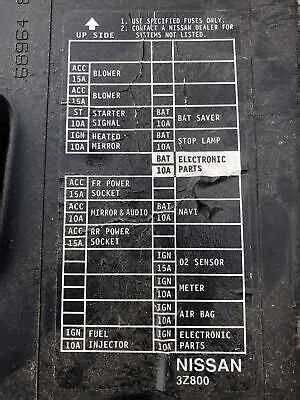 UP SIDE
1. USE SPECIFIED FUSES ONLY.
2. CONTACT A NISSAN DEALER FOR
SYSTEMS NOT LISTED.
ACC 15A BLOWER
ACC 15A BLOWER
ST 10A STARTER SIGNAL
BAT 10A BAT SAVER
IGN 10A HEATED MIRROR
BAT 10A STOP LAMP
BAT 10A ELECTRONIC PARTS
ACC 15A FR POWER SOCKET
ACC 10A MIRROR & AUDIO
BAT 10A NAVI
ACC 15A RR POWER SOCKET
IGN 15A O2 SENSOR
IGN 10A METER
IGN 10A AIR BAG
IGN 10A FUEL INJECTOR
IGN 10A ELECTRONIC PARTS
NISSAN
3Z800